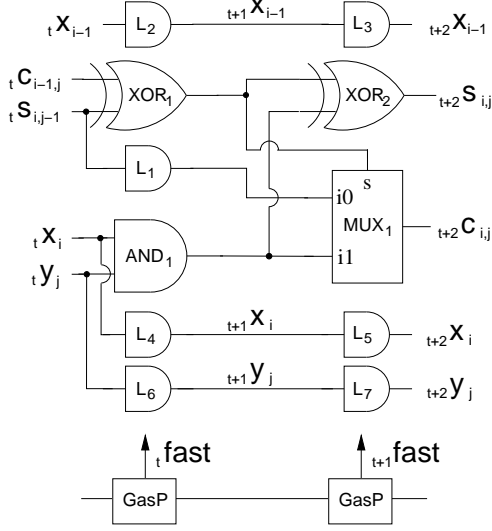 t x i-1 L2 t+1 x i-1 L3 t+2 x i-1
t c i-1,j XOR1 XOR2 t+2 s i,j
t s i,j-1
L1 s
i0
MUX1 t+2 c i,j
t x i AND1 i1
t y j
L4 t+1 x i L5 t+2 x i
L6 t+1 y j L7 t+2 y j
t fast t+1 fast
GasP GasP